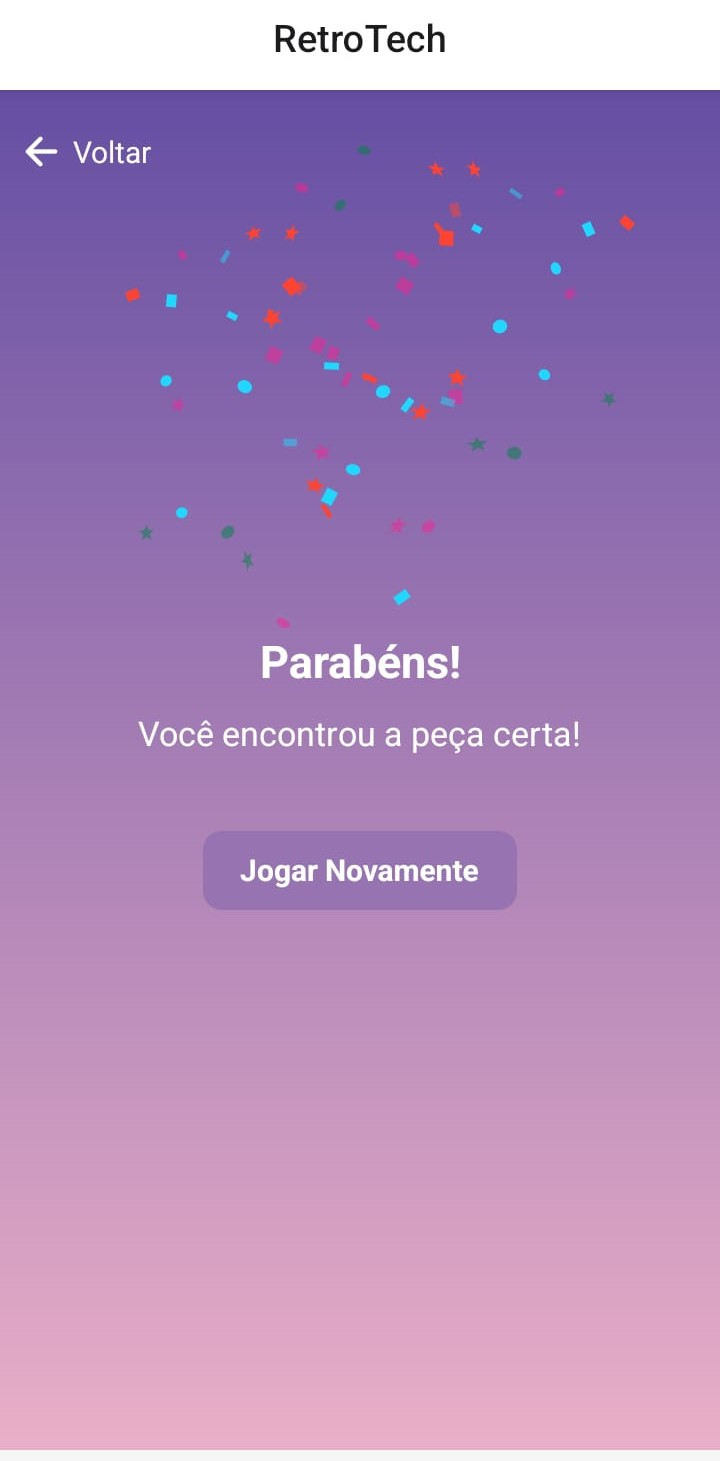 RetroTech
Voltar
Parabéns!
Você encontrou a peça certa!
Jogar Novamente